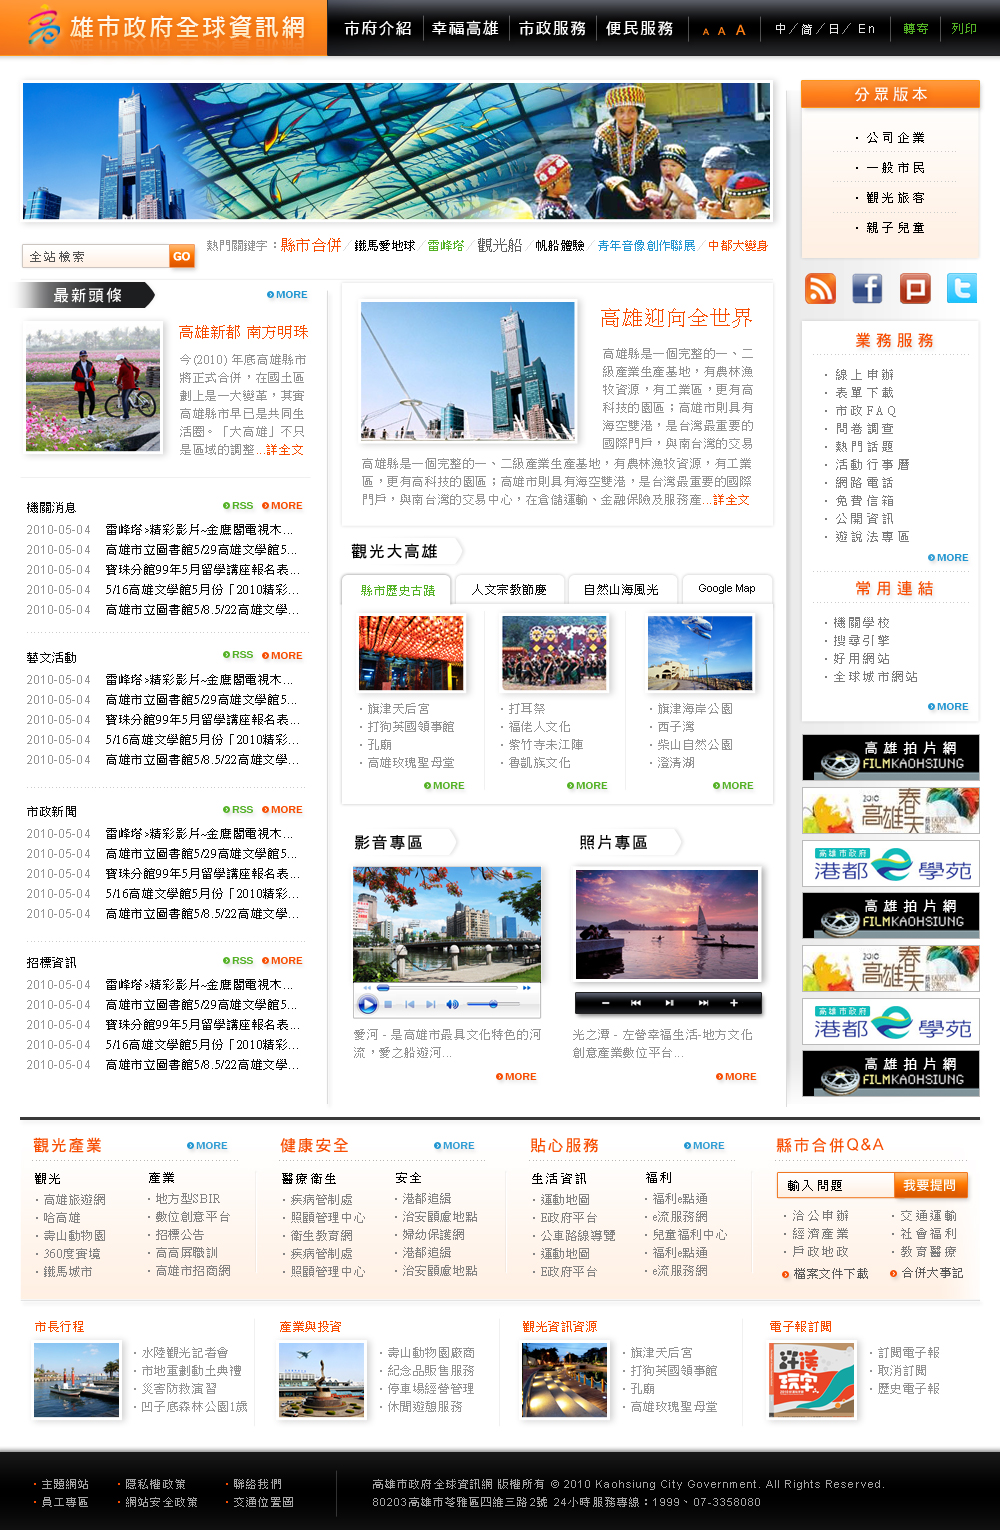 雄市政府全球資訊網
市府介紹 幸福高雄 市政服務 便民服務 A A A 中／簡／日／En 轉寄 列印
分眾版本
・公司企業
・一般市民
・觀光旅客
・親子兒童
全站檢索 GO
熱門關鍵字：縣市合併／鐵馬愛地球／雷峰塔／觀光船／帆船體驗／青年音像創作聯展／中都大變身
最新頭條 MORE
高雄新都 南方明珠
今(2010) 年底高雄縣市
將正式合併，在國土區
劃上是一大變革，其實
高雄縣市早已是共同生
活圈。「大高雄」不只
是區域的調整...詳全文
機關消息 RSS MORE
2010-05-04 雷峰塔>精彩影片~金鷹閣電視木...
2010-05-04 高雄市立圖書館5/29高雄文學館5...
2010-05-04 寶珠分館99年5月留學講座報名表...
2010-05-04 5/16高雄文學館5月份「2010精彩...
2010-05-04 高雄市立圖書館5/8.5/22高雄文學...
藝文活動 RSS MORE
2010-05-04 雷峰塔>精彩影片~金鷹閣電視木...
2010-05-04 高雄市立圖書館5/29高雄文學館5...
2010-05-04 寶珠分館99年5月留學講座報名表...
2010-05-04 5/16高雄文學館5月份「2010精彩...
2010-05-04 高雄市立圖書館5/8.5/22高雄文學...
市政新聞 RSS MORE
2010-05-04 雷峰塔>精彩影片~金鷹閣電視木...
2010-05-04 高雄市立圖書館5/29高雄文學館5...
2010-05-04 寶珠分館99年5月留學講座報名表...
2010-05-04 5/16高雄文學館5月份「2010精彩...
2010-05-04 高雄市立圖書館5/8.5/22高雄文學...
招標資訊 RSS MORE
2010-05-04 雷峰塔>精彩影片~金鷹閣電視木...
2010-05-04 高雄市立圖書館5/29高雄文學館5...
2010-05-04 寶珠分館99年5月留學講座報名表...
2010-05-04 5/16高雄文學館5月份「2010精彩...
2010-05-04 高雄市立圖書館5/8.5/22高雄文學...
高雄迎向全世界
高雄縣是一個完整的一、二
級產業生產基地，有農林漁
牧資源，有工業區，更有高
科技的園區；高雄市則具有
海空雙港，是台灣最重要的
國際門戶，與南台灣的交易
高雄縣是一個完整的一、二級產業生產基地，有農林漁牧資源，有工業
區，更有高科技的園區；高雄市則具有海空雙港，是台灣最重要的國際
門戶，與南台灣的交易中心，在倉儲運輸、金融保險及服務產...詳全文
觀光大高雄
縣市歷史古蹟 人文宗教節慶 自然山海風光 Google Map
・旗津天后宮
・打狗英國領事館
・孔廟
・高雄玫瑰聖母堂
MORE
・打耳祭
・福佬人文化
・紫竹寺未江陣
・魯凱族文化
MORE
・旗津海岸公園
・西子灣
・柴山自然公園
・澄清湖
MORE
影音專區
愛河 - 是高雄市最具文化特色的河
流，愛之船遊河...
MORE
照片專區
光之潭 - 左營幸福生活-地方文化
創意產業數位平台...
MORE
業務服務
・線上申辦
・表單下載
・市政FAQ
・問卷調查
・熱門話題
・活動行事曆
・網路電話
・免費信箱
・公開資訊
・遊說法專區
MORE
常用連結
・機關學校
・搜尋引擎
・好用網站
・全球城市網站
MORE
高雄拍片網
FILMKAOHSIUNG
2010 高雄春天
高雄市政府
港都e學苑
高雄拍片網
FILMKAOHSIUNG
2010 高雄春天
高雄市政府
港都e學苑
高雄拍片網
FILMKAOHSIUNG
觀光產業 MORE
觀光
・高雄旅遊網
・哈高雄
・壽山動物園
・360度實境
・鐵馬城市
產業
・地方型SBIR
・數位創意平台
・招標公告
・高高屏職訓
・高雄市招商網
健康安全 MORE
醫療衛生
・疾病管制處
・照顧管理中心
・衛生教育網
・疾病管制處
・照顧管理中心
安全
・港都追緝
・治安顧慮地點
・婦幼保護網
・港都追緝
・治安顧慮地點
貼心服務 MORE
生活資訊
・運動地圖
・E政府平台
・公車路線導覽
・運動地圖
・E政府平台
福利
・福利e點通
・e流服務網
・兒童福利中心
・福利e點通
・e流服務網
縣市合併Q&A
輸入問題 我要提問
・洽公申辦 ・交通運輸
・經濟產業 ・社會福利
・戶政地政 ・教育醫療
檔案文件下載 合併大事記
市長行程
・水陸觀光記者會
・市地重劃動土典禮
・災害防救演習
・凹子底森林公園1歲
產業與投資
・壽山動物園廠商
・紀念品販售服務
・停車場經營管理
・休閒遊憩服務
觀光資訊資源
・旗津天后宮
・打狗英國領事館
・孔廟
・高雄玫瑰聖母堂
電子報訂閱
・訂閱電子報
・取消訂閱
・歷史電子報
・主題網站 ・隱私權政策 ・聯絡我們
・員工專區 ・網站安全政策 ・交通位置圖
高雄市政府全球資訊網 版權所有 © 2010 Kaohsiung City Government. All Rights Reserved.
80203高雄市苓雅區四維三路2號 24小時服務專線：1999、07-3358080